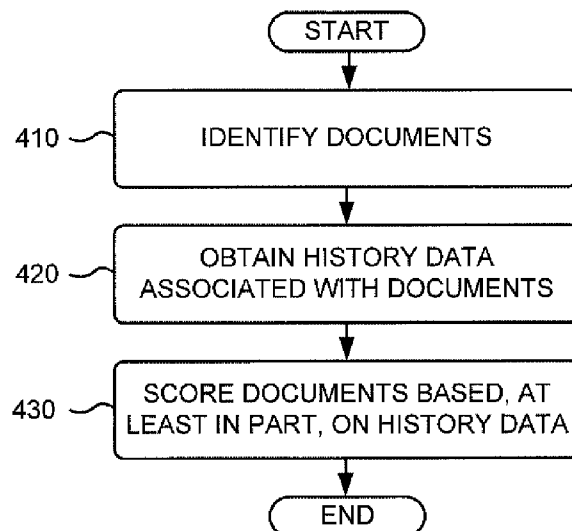 START
410
IDENTIFY DOCUMENTS
420
OBTAIN HISTORY DATA
ASSOCIATED WITH DOCUMENTS
430
SCORE DOCUMENTS BASED, AT
LEAST IN PART, ON HISTORY DATA
END